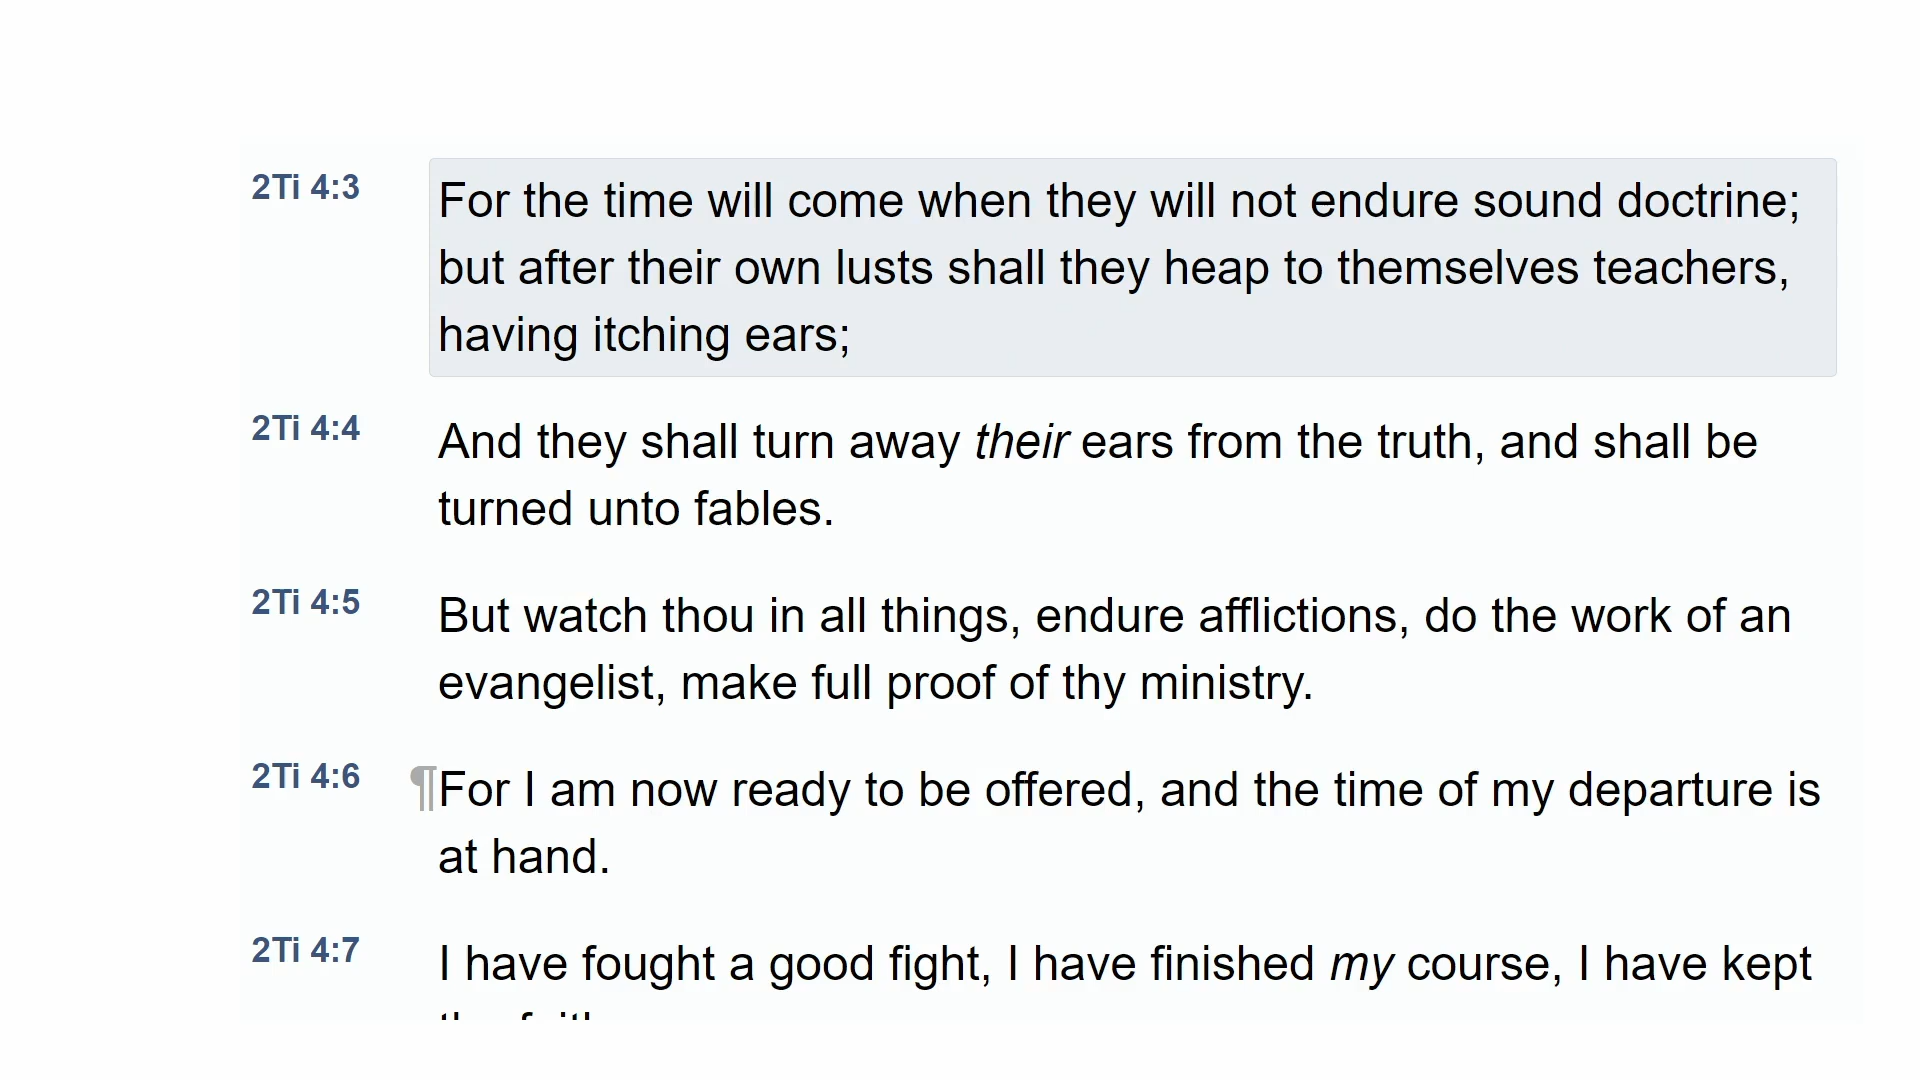 2Ti 4:3 For the time will come when they will not endure sound doctrine;
but after their own lusts shall they heap to themselves teachers,
having itching ears;
2Ti 4:4 And they shall turn away their ears from the truth, and shall be
turned unto fables.
2Ti 4:5 But watch thou in all things, endure afflictions, do the work of an
evangelist, make full proof of thy ministry.
2Ti 4:6 ¶For I am now ready to be offered, and the time of my departure is
at hand.
2Ti 4:7 I have fought a good fight, I have finished my course, I have kept